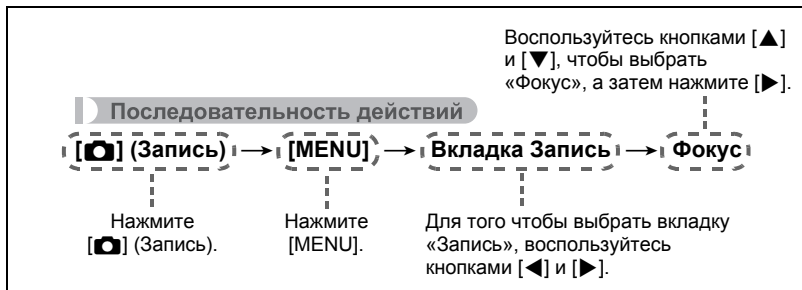 Воспользуйтесь кнопками [▲]
и [▼], чтобы выбрать
«Фокус», а затем нажмите [▶].
Последовательность действий
[📷] (Запись) → [MENU] → Вкладка Запись → Фокус
Нажмите
[📷] (Запись).
Нажмите
[MENU].
Для того чтобы выбрать вкладку
«Запись», воспользуйтесь
кнопками [◀] и [▶].